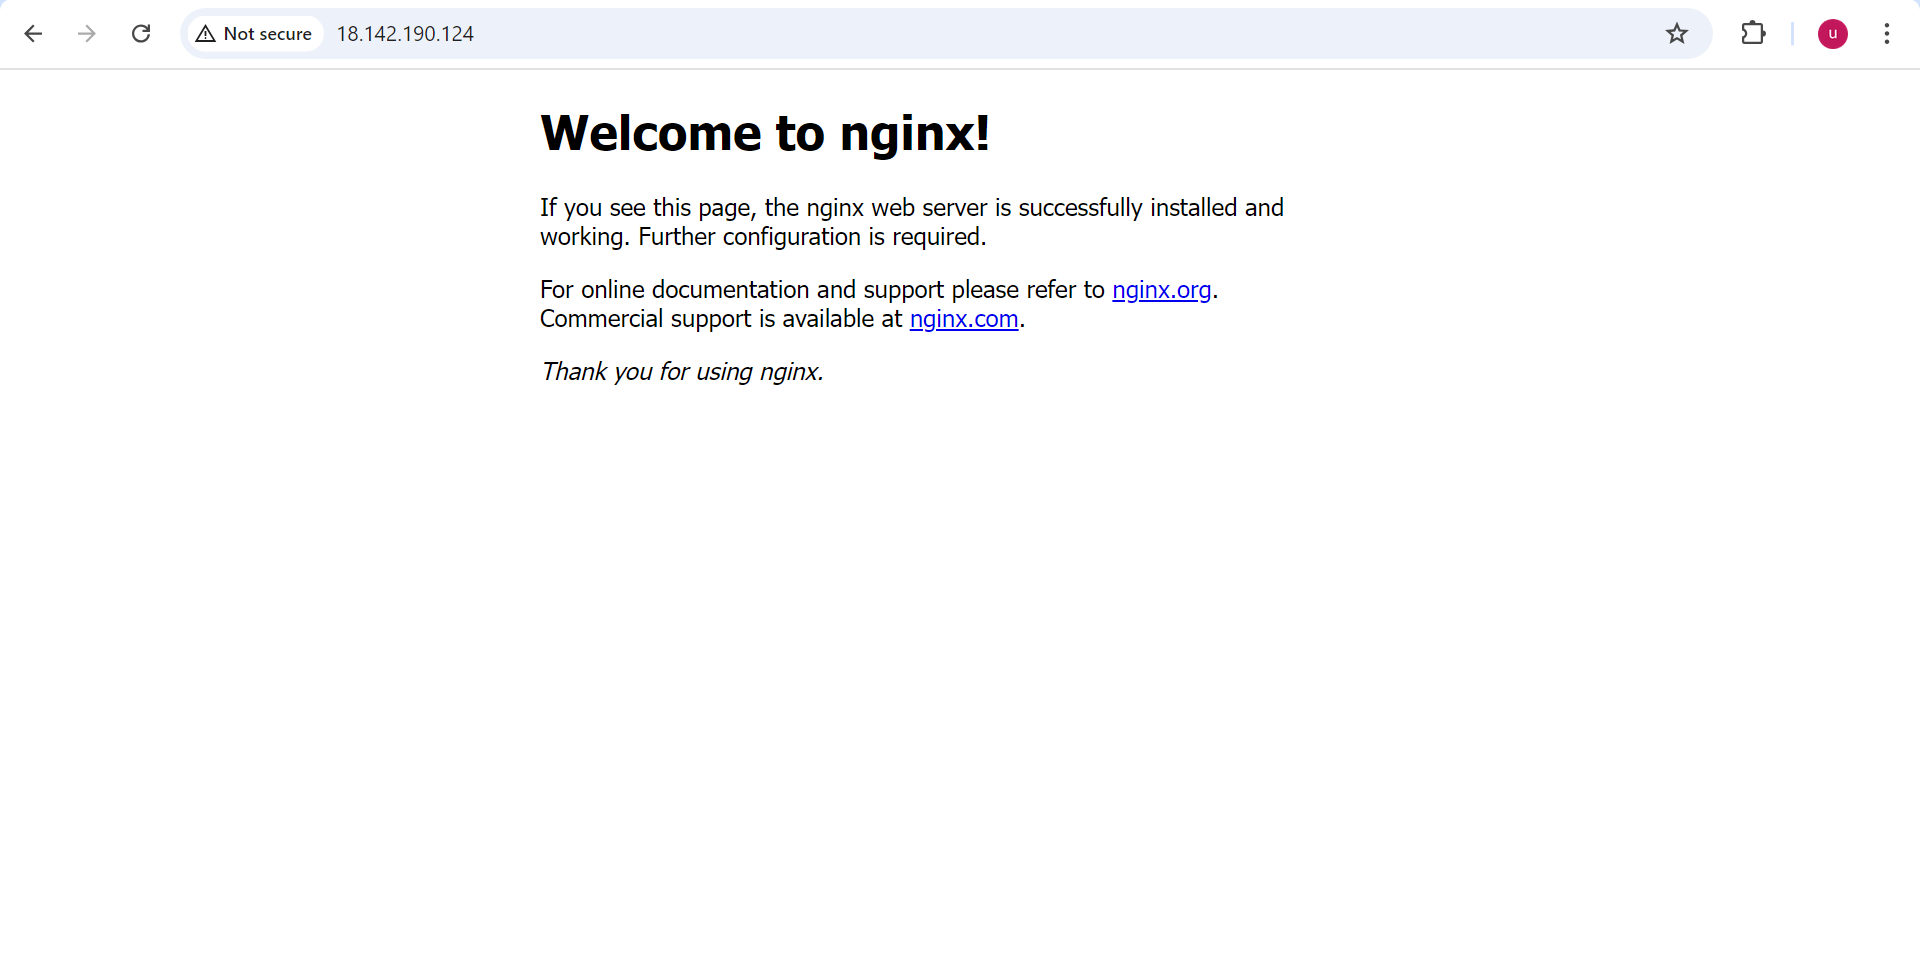 Not secure 18.142.190.124
u
Welcome to nginx!
If you see this page, the nginx web server is successfully installed and
working. Further configuration is required.
For online documentation and support please refer to nginx.org.
Commercial support is available at nginx.com.
Thank you for using nginx.